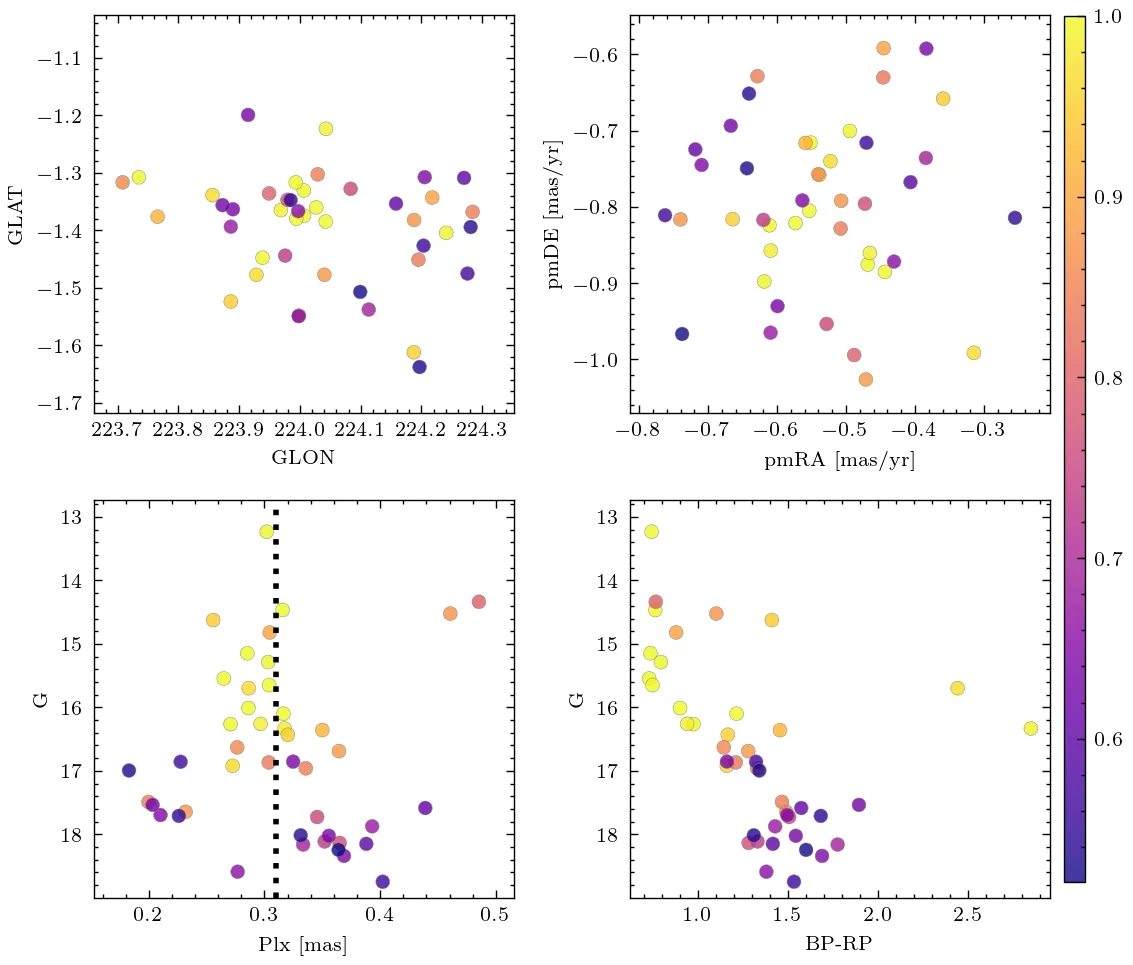 −1.1
−1.2
−1.3
−1.4
−1.5
−1.6
−1.7
GLAT
223.7 223.8 223.9 224.0 224.1 224.2 224.3
GLON
−0.6
−0.7
−0.8
−0.9
−1.0
pmDE [mas/yr]
−0.8 −0.7 −0.6 −0.5 −0.4 −0.3
pmRA [mas/yr]
13
14
15
16
17
18
G
0.2 0.3 0.4 0.5
Plx [mas]
13
14
15
16
17
18
G
1.0 1.5 2.0 2.5
BP-RP
1.0
0.9
0.8
0.7
0.6